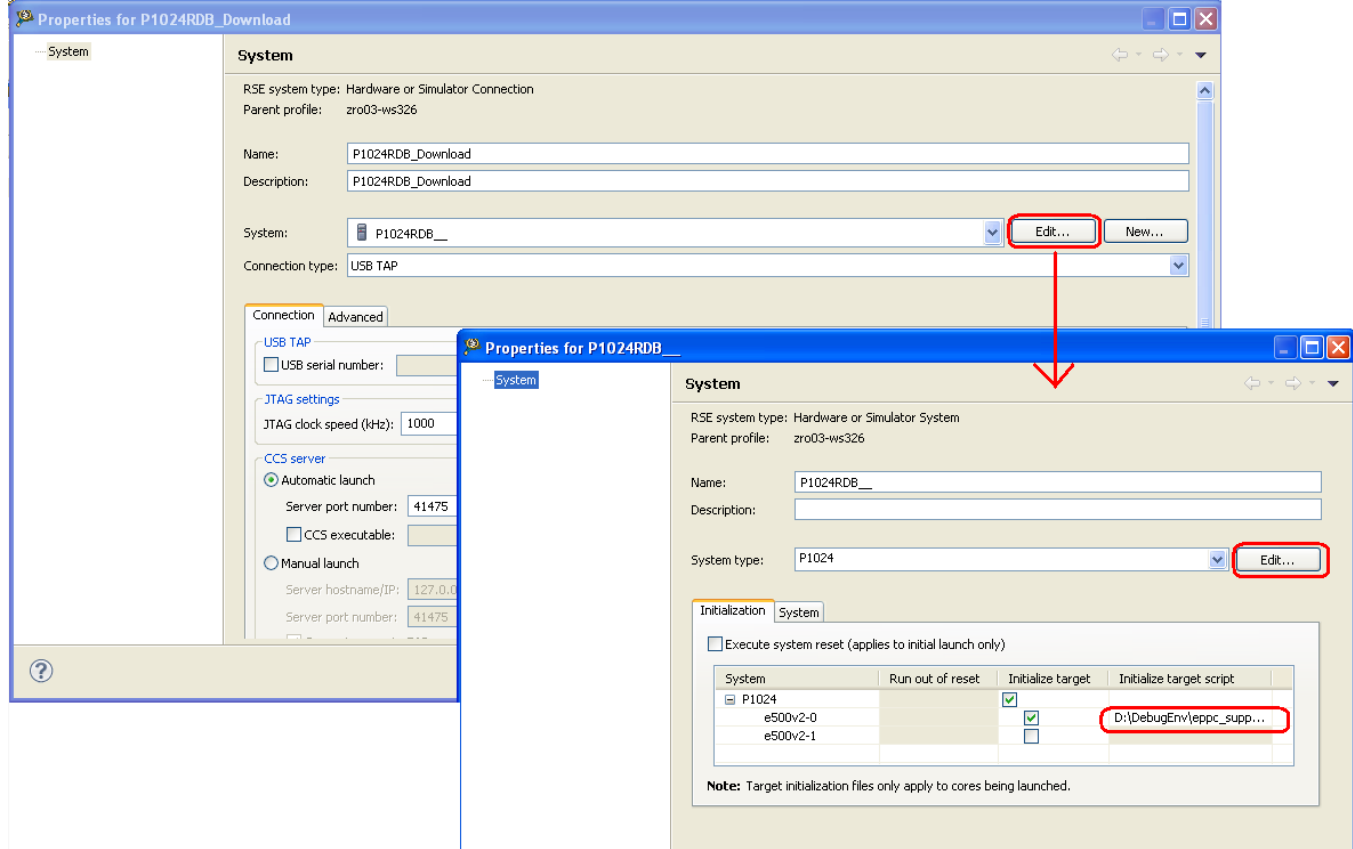 Properties for P1024RDB_Download
System
System
RSE system type: Hardware or Simulator Connection
Parent profile: zro03-ws326
Name: P1024RDB_Download
Description: P1024RDB_Download
System: P1024RDB__ Edit... New...
Connection type: USB TAP
Connection Advanced
USB TAP
USB serial number:
JTAG settings
JTAG clock speed (kHz): 1000
CCS server
Automatic launch
Server port number: 41475
CCS executable:
Manual launch
Server hostname/IP: 127.0.0
Server port number: 41475
?
Properties for P1024RDB__
System
System
RSE system type: Hardware or Simulator System
Parent profile: zro03-ws326
Name: P1024RDB__
Description:
System type: P1024 Edit...
Initialization System
Execute system reset (applies to initial launch only)
System Run out of reset Initialize target Initialize target script
P1024
e500v2-0 D:\DebugEnv\eppc_supp...
e500v2-1
Note: Target initialization files only apply to cores being launched.